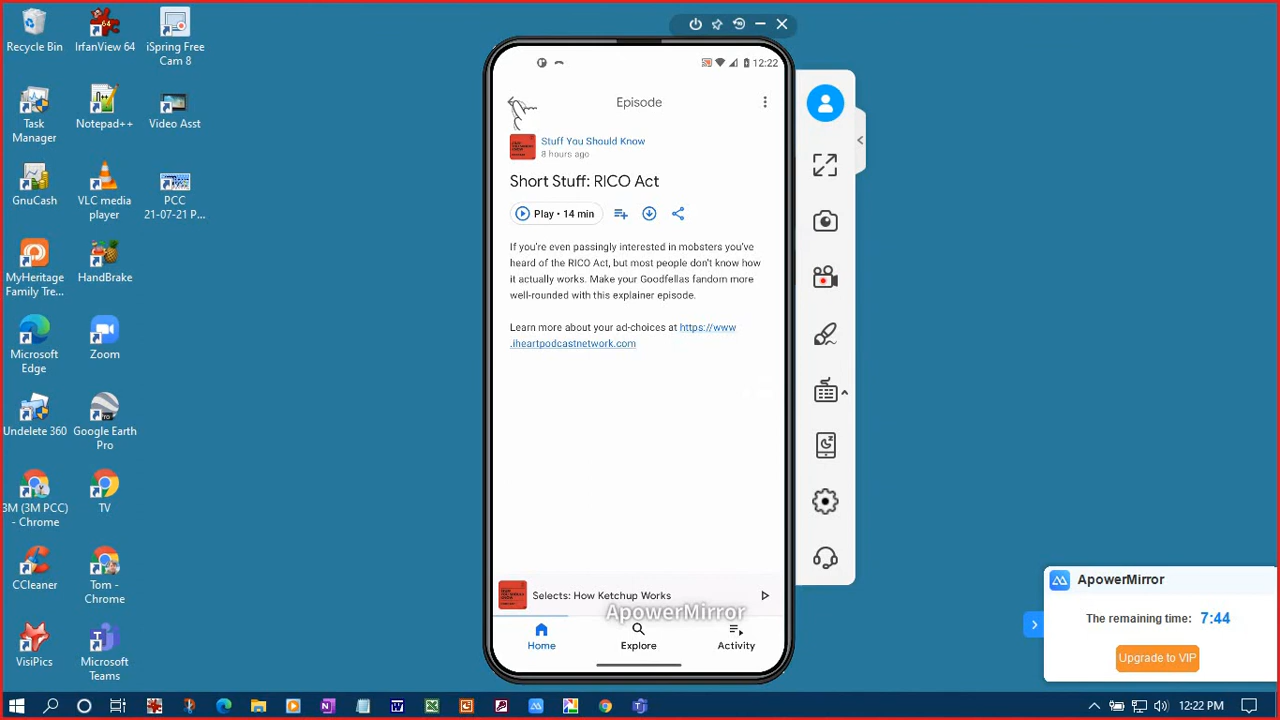 Recycle Bin
IrfanView 64
iSpring Free
Cam 8
Task
Manager
Notepad++
Video Asst
GnuCash
VLC media
player
PCC
21-07-21 P...
MyHeritage
Family Tre...
HandBrake
Microsoft
Edge
Zoom
Undelete 360
Google Earth
Pro
3M (3M PCC)
- Chrome
TV
CCleaner
Tom -
Chrome
VisiPics
Microsoft
Teams
12:22
Episode
Stuff You Should Know
8 hours ago
Short Stuff: RICO Act
Play • 14 min
If you're even passingly interested in mobsters you've
heard of the RICO Act, but most people don't know how
it actually works. Make your Goodfellas fandom more
well-rounded with this explainer episode.
Learn more about your ad-choices at https://www
.iheartpodcastnetwork.com
Selects: How Ketchup Works
ApowerMirror
Home
Explore
Activity
ApowerMirror
The remaining time: 7:44
Upgrade to VIP
12:22 PM